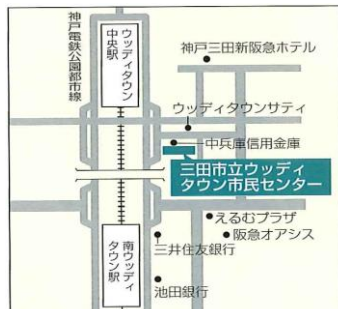 神戸電鉄公園都市線
ウッディタウン
中央駅
神戸三田新阪急ホテル
ウッディタウンサティ
中兵庫信用金庫
三田市立ウッディ
タウン市民センター
えるむプラザ
阪急オアシス
三井住友銀行
南ウッディ
タウン駅
池田銀行